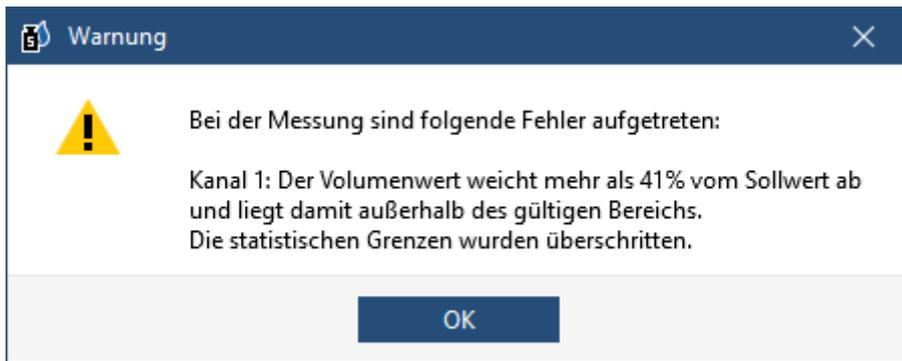 Warnung
Bei der Messung sind folgende Fehler aufgetreten:
Kanal 1: Der Volumenwert weicht mehr als 41% vom Sollwert ab
und liegt damit außerhalb des gültigen Bereichs.
Die statistischen Grenzen wurden überschritten.
OK